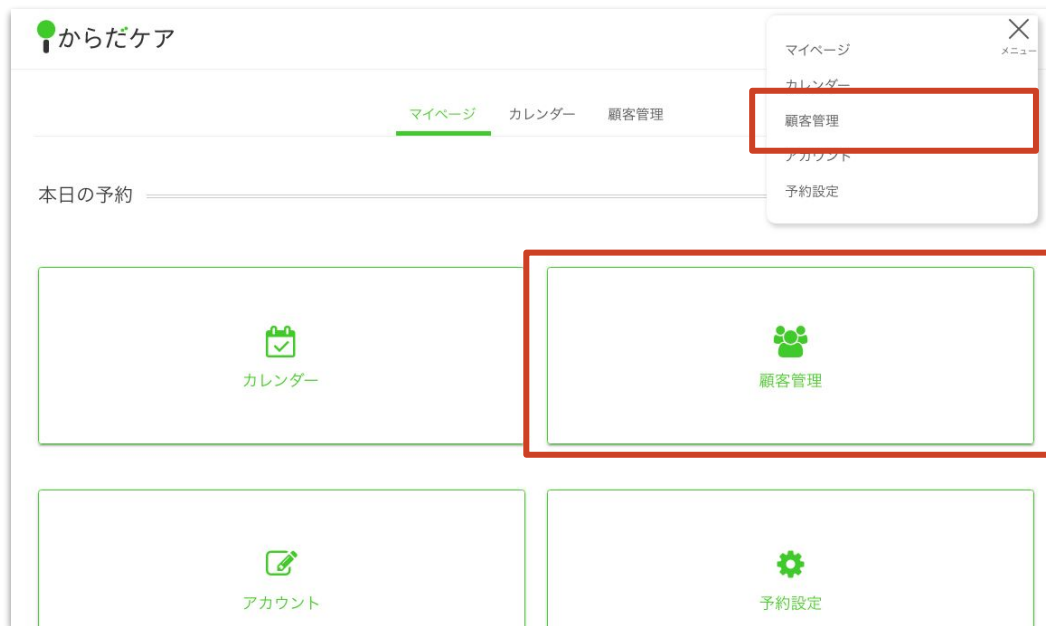 からだケア
メニュー
マイページ
カレンダー
顧客管理
アカウント
予約設定
マイページ カレンダー 顧客管理
本日の予約
カレンダー
顧客管理
アカウント
予約設定